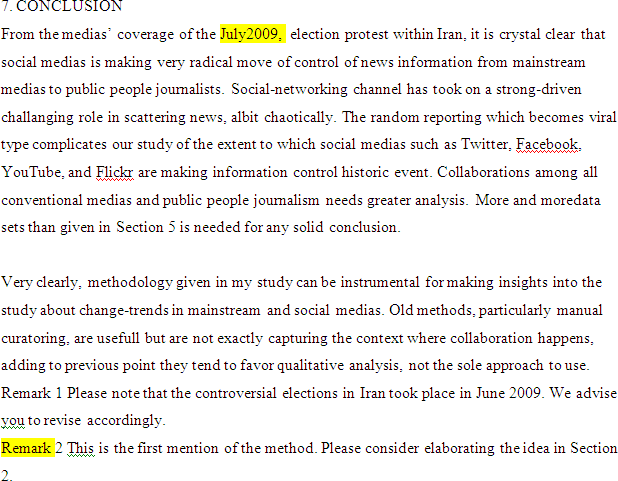 7. CONCLUSION
From the medias' coverage of the July2009, election protest within Iran, it is crystal clear that
social medias is making very radical move of control of news information from mainstream
medias to public people journalists. Social-networking channel has took on a strong-driven
challanging role in scattering news, albit chaotically. The random reporting which becomes viral
type complicates our study of the extent to which social medias such as Twitter, Facebook,
YouTube, and Flickr are making information control historic event. Collaborations among all
conventional medias and public people journalism needs greater analysis. More and moredata
sets than given in Section 5 is needed for any solid conclusion.
Very clearly, methodology given in my study can be instrumental for making insights into the
study about change-trends in mainstream and social medias. Old methods, particularly manual
curatoring, are usefull but are not exactly capturing the context where collaboration happens,
adding to previous point they tend to favor qualitative analysis, not the sole approach to use.
Remark 1 Please note that the controversial elections in Iran took place in June 2009. We advise
you to revise accordingly.
Remark 2 This is the first mention of the method. Please consider elaborating the idea in Section
2.